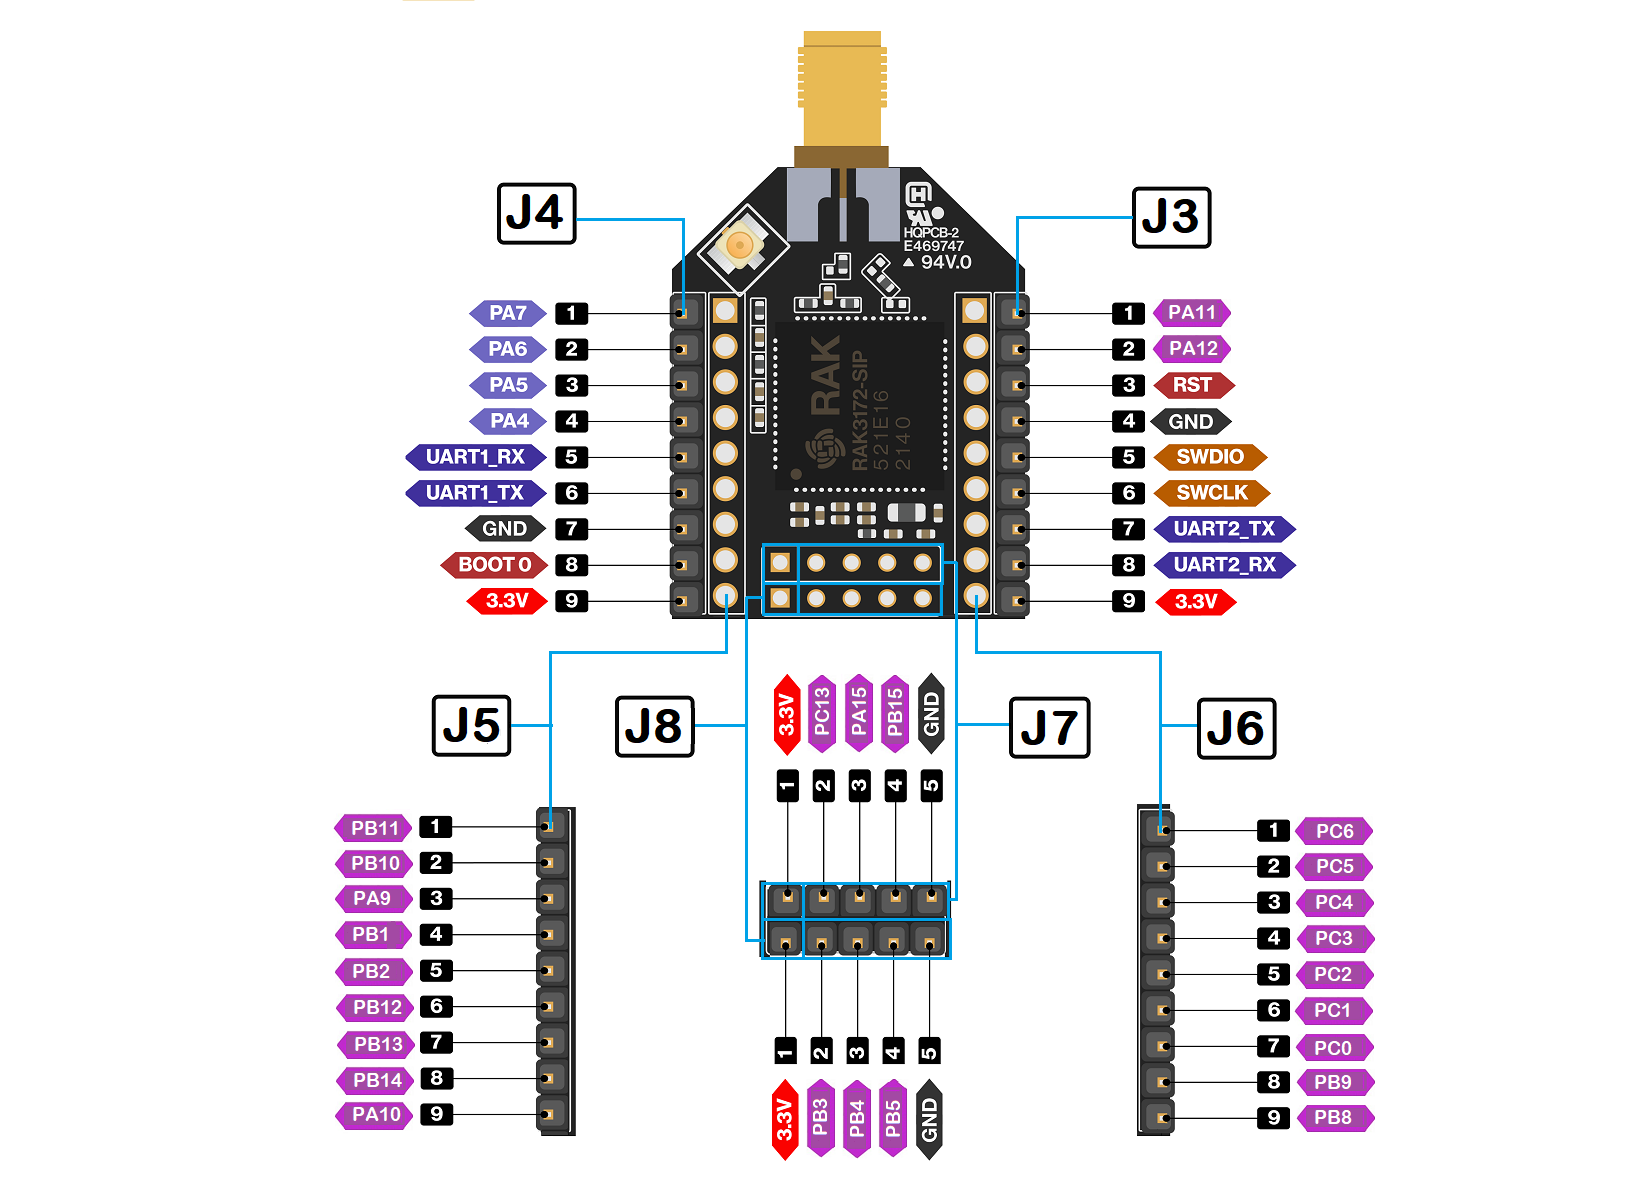 J4
J3
HQPCB-2
E469747
94V.0
PA7 1
PA6 2
PA5 3
PA4 4
UART1_RX 5
UART1_TX 6
GND 7
BOOT 0 8
3.3V 9
RAK
RAK3172-SIP
521E16
2140
1 PA11
2 PA12
3 RST
4 GND
5 SWDIO
6 SWCLK
7 UART2_TX
8 UART2_RX
9 3.3V
J5
J8
J7
J6
3.3V PC13 PA15 PB15 GND
1 2 3 4 5
PB11 1
PB10 2
PA9 3
PB1 4
PB2 5
PB12 6
PB13 7
PB14 8
PA10 9
1 2 3 4 5
3.3V PB3 PB4 PB5 GND
1 PC6
2 PC5
3 PC4
4 PC3
5 PC2
6 PC1
7 PC0
8 PB9
9 PB8